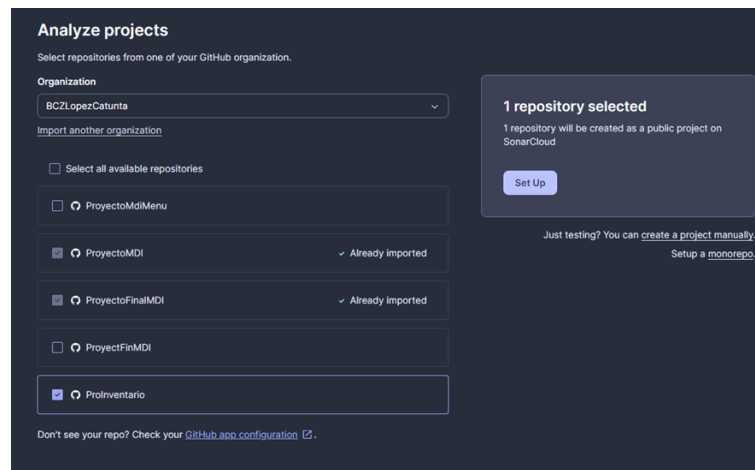 Analyze projects
Select repositories from one of your GitHub organization.
Organization
BCZLopezCatunta
Import another organization
Select all available repositories
ProyectoMdiMenu
ProyectoMDI
Already imported
ProyectoFinalMDI
Already imported
ProyectFinMDI
ProInventario
Don't see your repo? Check your GitHub app configuration.
1 repository selected
1 repository will be created as a public project on
SonarCloud
Set Up
Just testing? You can create a project manually.
Setup a monorepo.